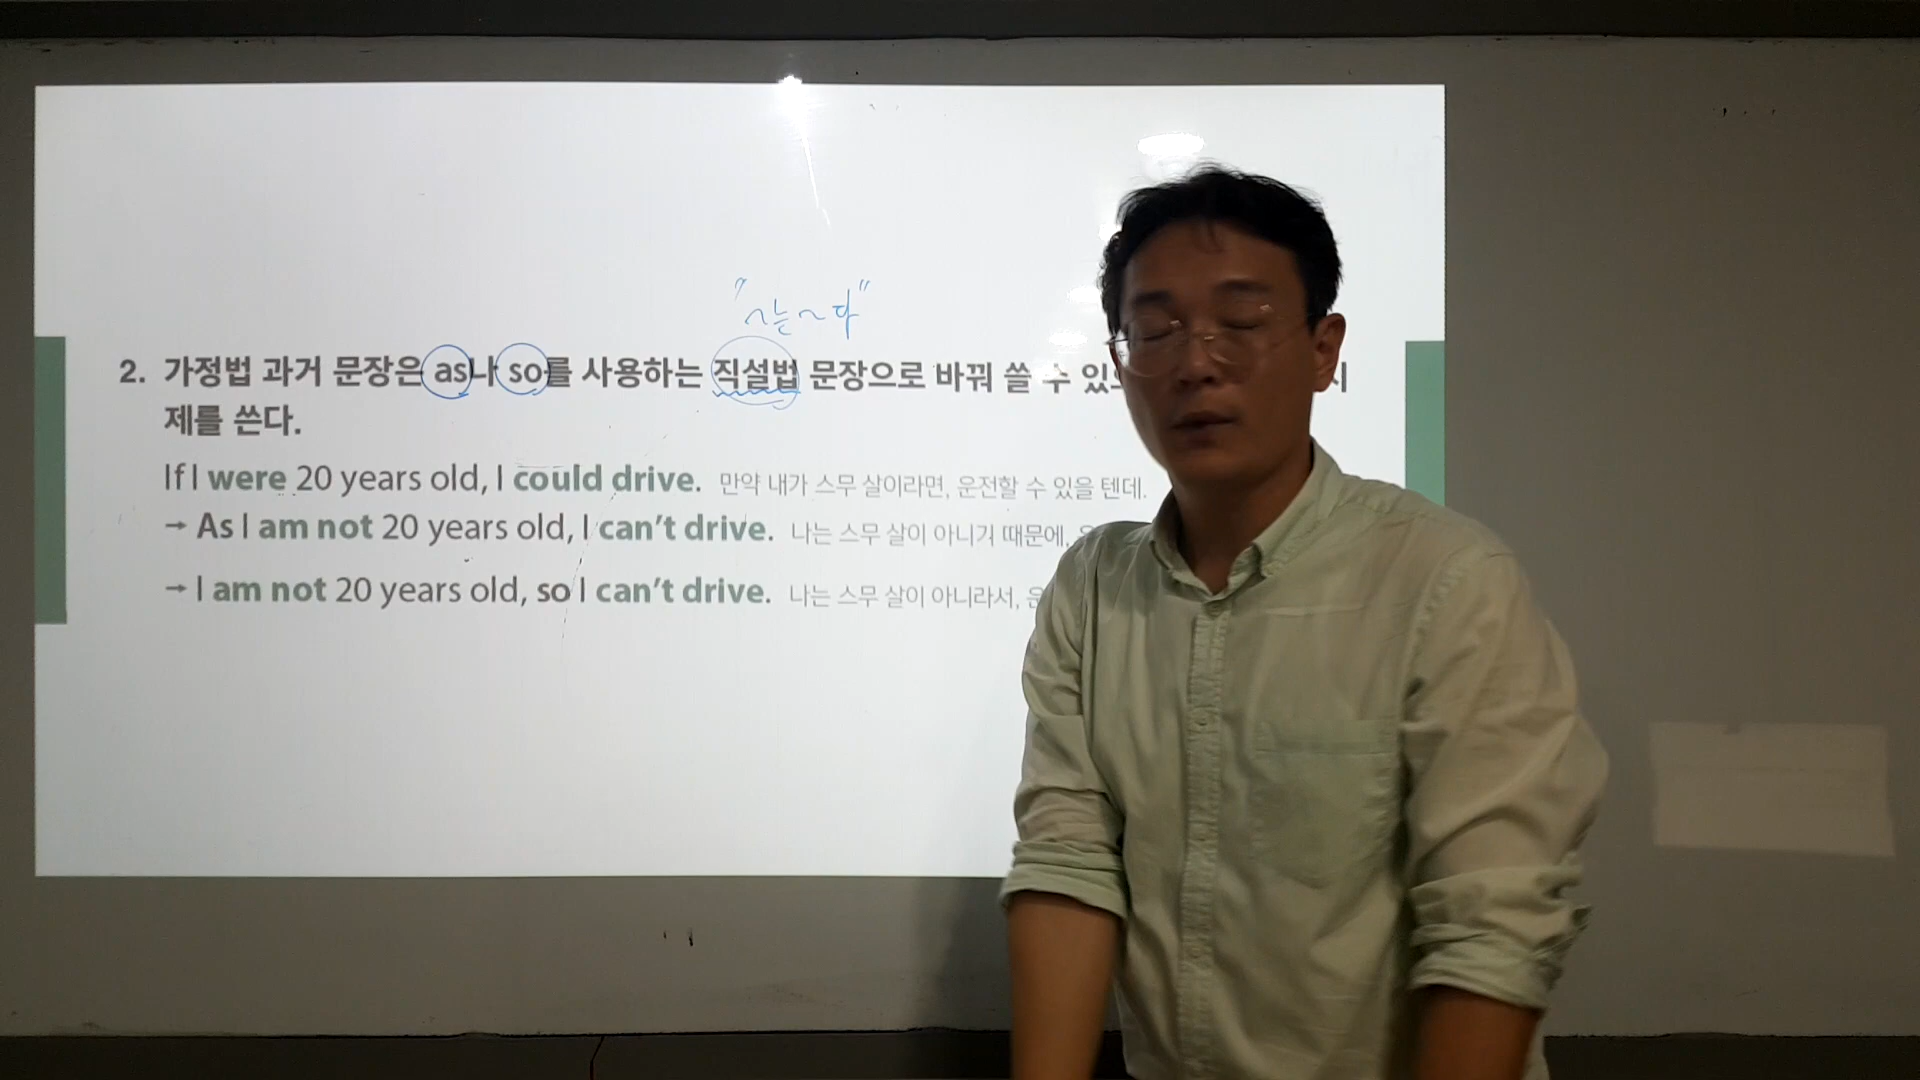 "~는 ~다"
2. 가정법 과거 문장은 as나 so를 사용하는 직설법 문장으로 바꿔 쓸 수 있 시
제를 쓴다.
If I were 20 years old, I could drive. 만약 내가 스무 살이라면, 운전할 수 있을 텐데.
→ As I am not 20 years old, I can't drive. 나는 스무 살이 아니기 때문에,
→ I am not 20 years old, so I can't drive. 나는 스무 살이 아니라서,